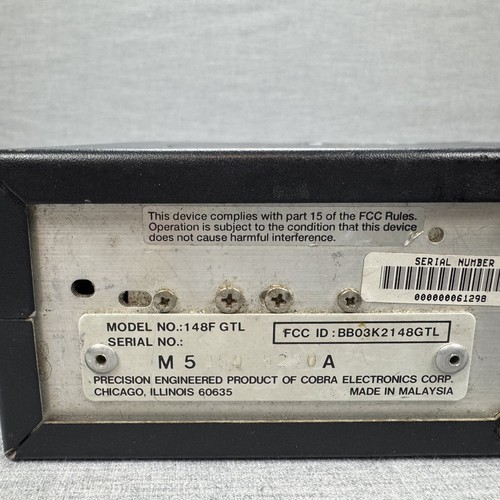 This device complies with part 15 of the FCC Rules.
Operation is subject to the condition that this device
does not cause harmful interference.
SERIAL NUMBER
000000061298
MODEL NO.:148F GTL
FCC ID : BB03K2148GTL
SERIAL NO.:
M 5 A
PRECISION ENGINEERED PRODUCT OF COBRA ELECTRONICS CORP.
CHICAGO, ILLINOIS 60635 MADE IN MALAYSIA